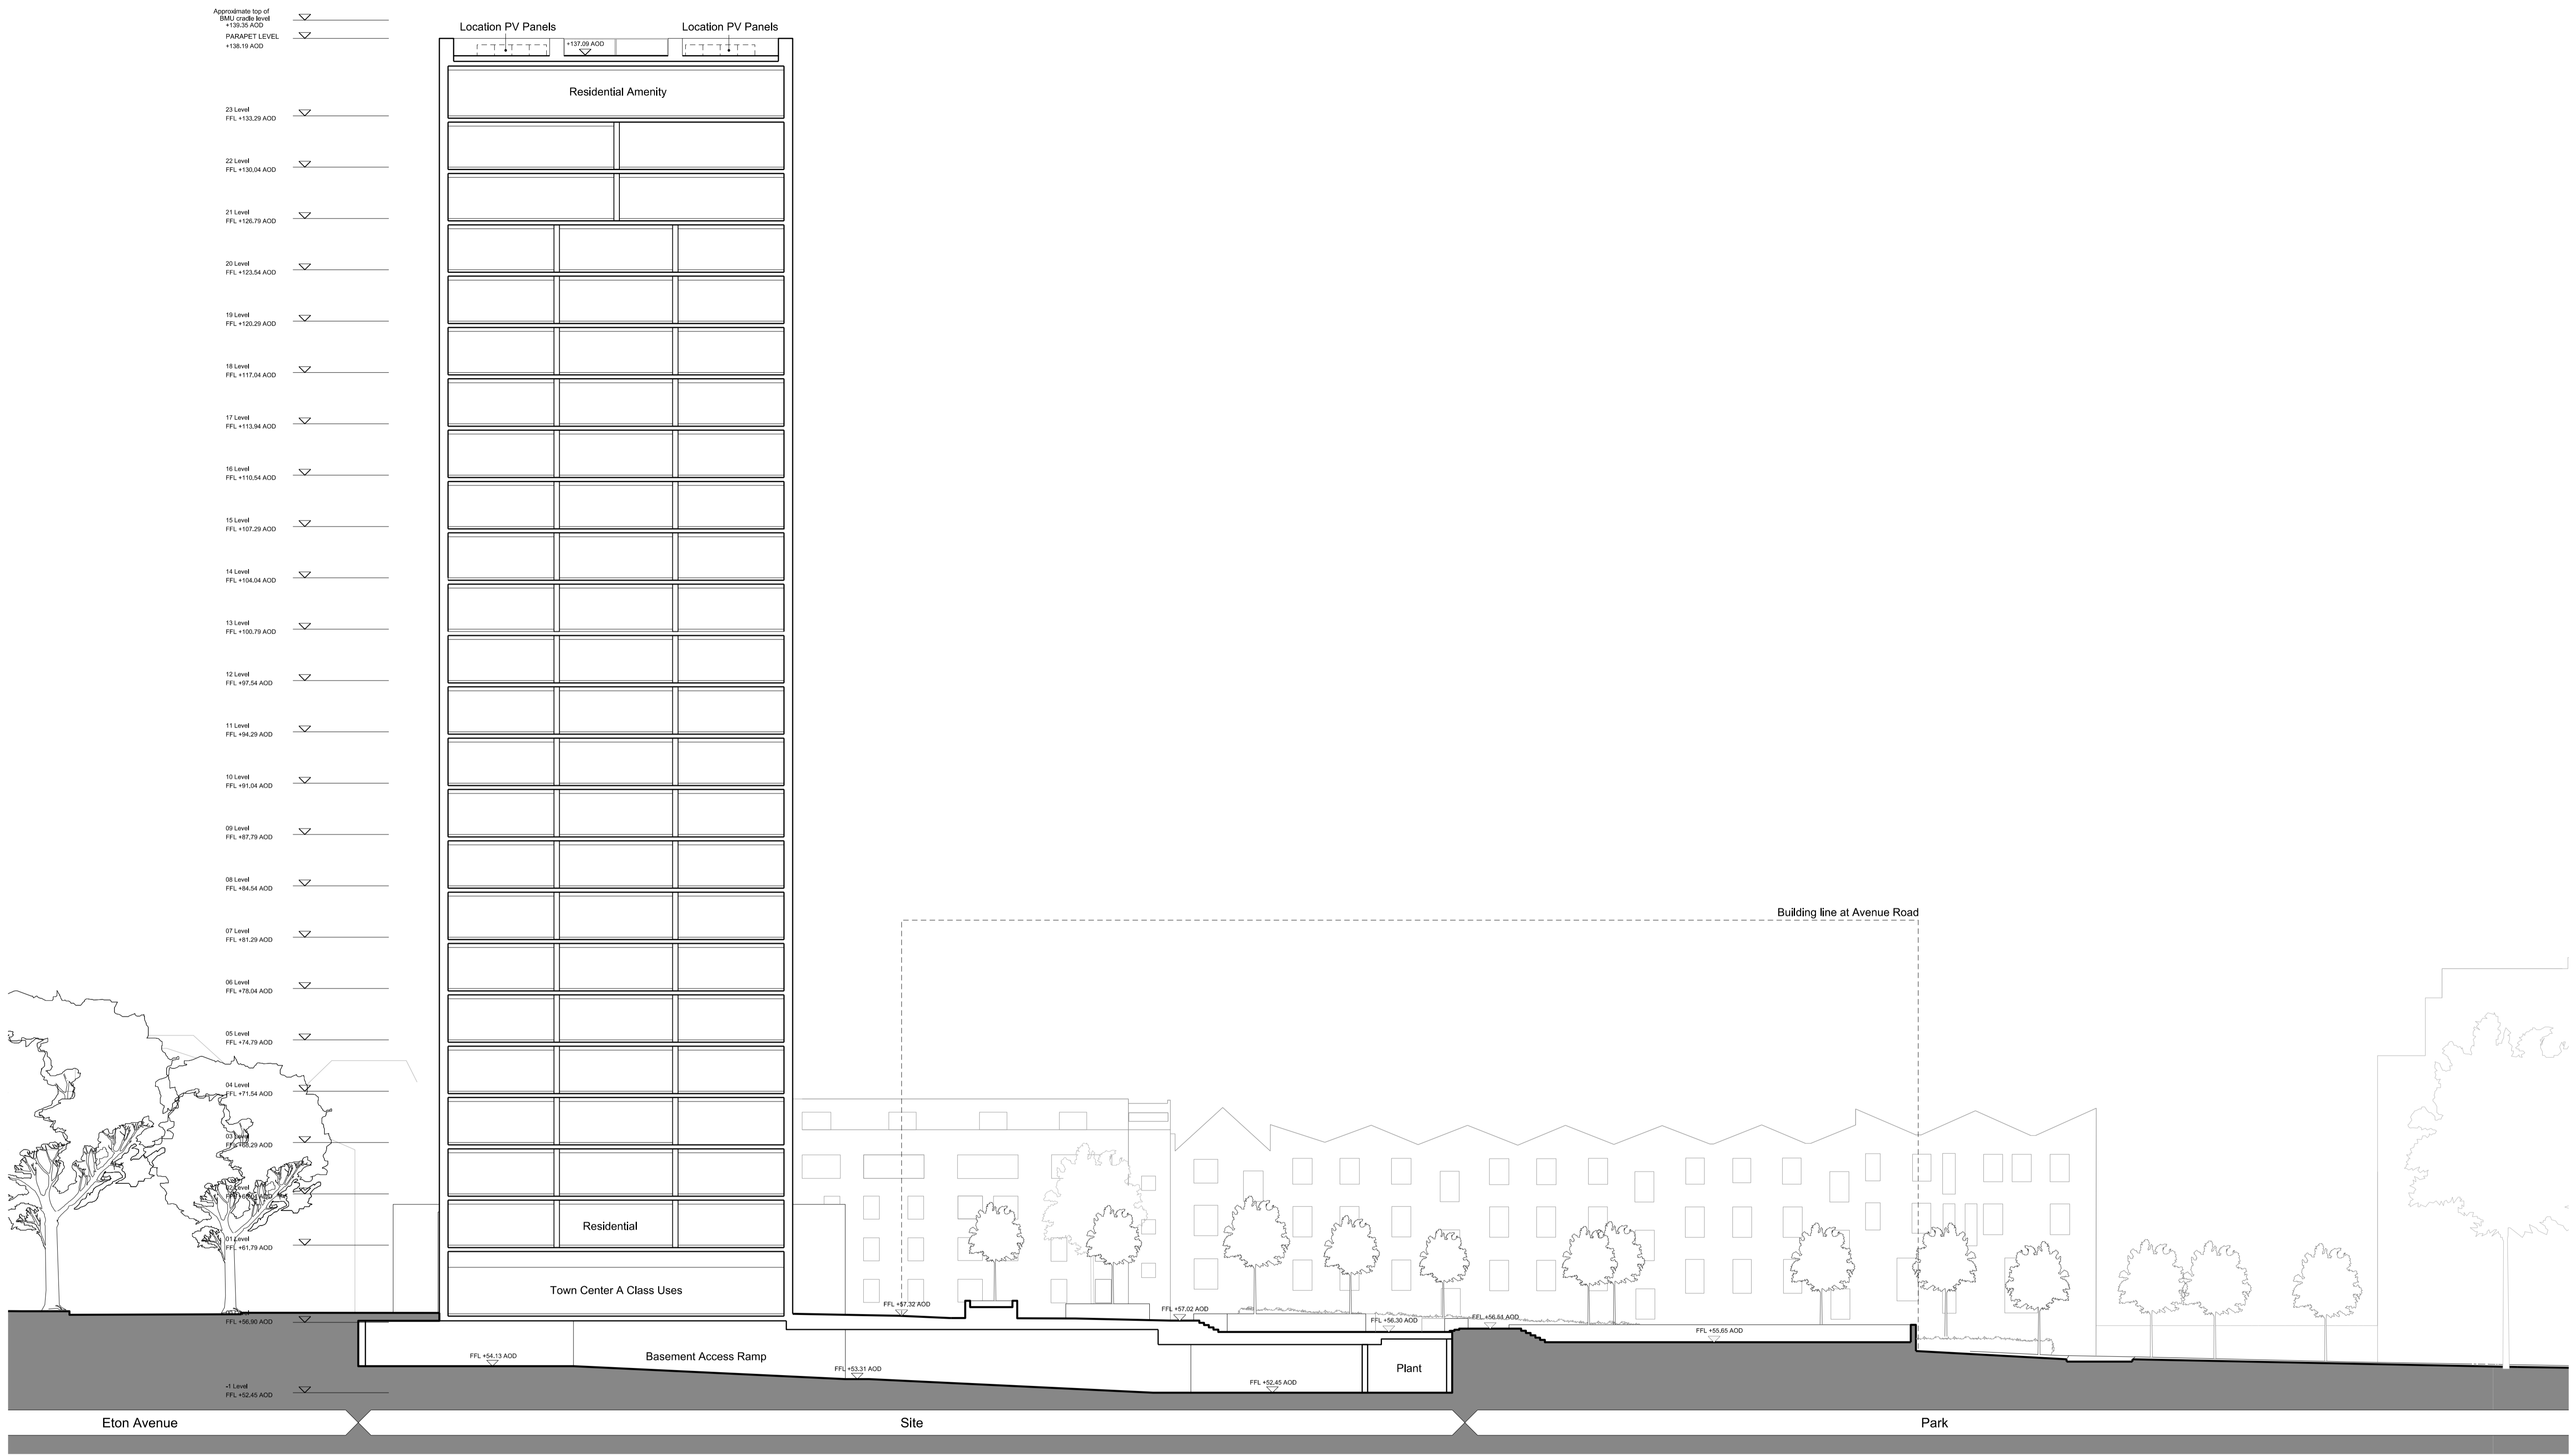 Approximate top of
BMU cradle level
+139.35 AOD
PARAPET LEVEL
+138.19 AOD
Location PV Panels
Location PV Panels
+137.09 AOD
Residential Amenity
23 Level
FFL +133.29 AOD
22 Level
FFL +130.04 AOD
21 Level
FFL +126.79 AOD
20 Level
FFL +123.54 AOD
19 Level
FFL +120.29 AOD
18 Level
FFL +117.04 AOD
17 Level
FFL +113.94 AOD
16 Level
FFL +110.54 AOD
15 Level
FFL +107.29 AOD
14 Level
FFL +104.04 AOD
13 Level
FFL +100.79 AOD
12 Level
FFL +97.54 AOD
11 Level
FFL +94.29 AOD
10 Level
FFL +91.04 AOD
09 Level
FFL +87.79 AOD
08 Level
FFL +84.54 AOD
Building line at Avenue Road
07 Level
FFL +81.29 AOD
06 Level
FFL +78.04 AOD
05 Level
FFL +74.79 AOD
04 Level
FFL +71.54 AOD
03 Level
FFL +68.29 AOD
02 Level
AOD
Residential
01 Level
FFL +61.79 AOD
Town Center A Class Uses
FFL +57.32 AOD
FFL +57.02 AOD
FFL +56.30 AOD
FFL +56.51 AOD
FFL +55.65 AOD
FFL +56.90 AOD
FFL +54.13 AOD
Basement Access Ramp
FFL +53.31 AOD
Plant
FFL +52.45 AOD
-1 Level
FFL +52.45 AOD
Eton Avenue
Site
Park